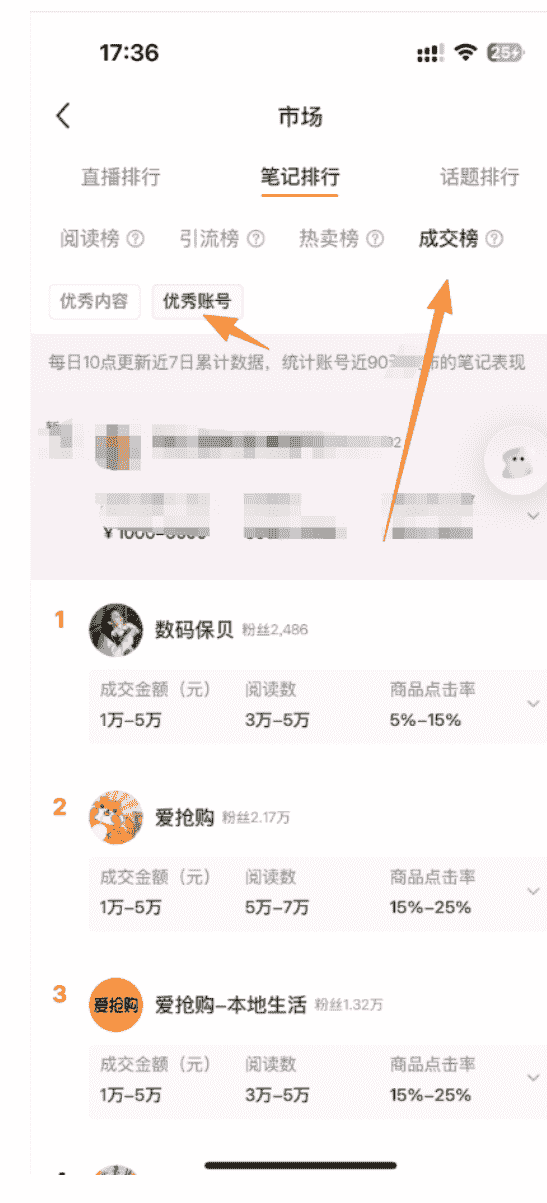 17:36
25
市场
直播排行 笔记排行 话题排行
阅读榜 ? 引流榜 ? 热卖榜 ? 成交榜 ?
优秀内容 优秀账号
每日10点更新近7日累计数据，统计账号近90 的笔记表现
1 数码保贝 粉丝2,486
成交金额（元） 阅读数 商品点击率
1万-5万 3万-5万 5%-15%
2 爱抢购 粉丝2.17万
成交金额（元） 阅读数 商品点击率
1万-5万 5万-7万 15%-25%
3 爱抢购 爱抢购-本地生活 粉丝1.32万
成交金额（元） 阅读数 商品点击率
1万-5万 3万-5万 15%-25%